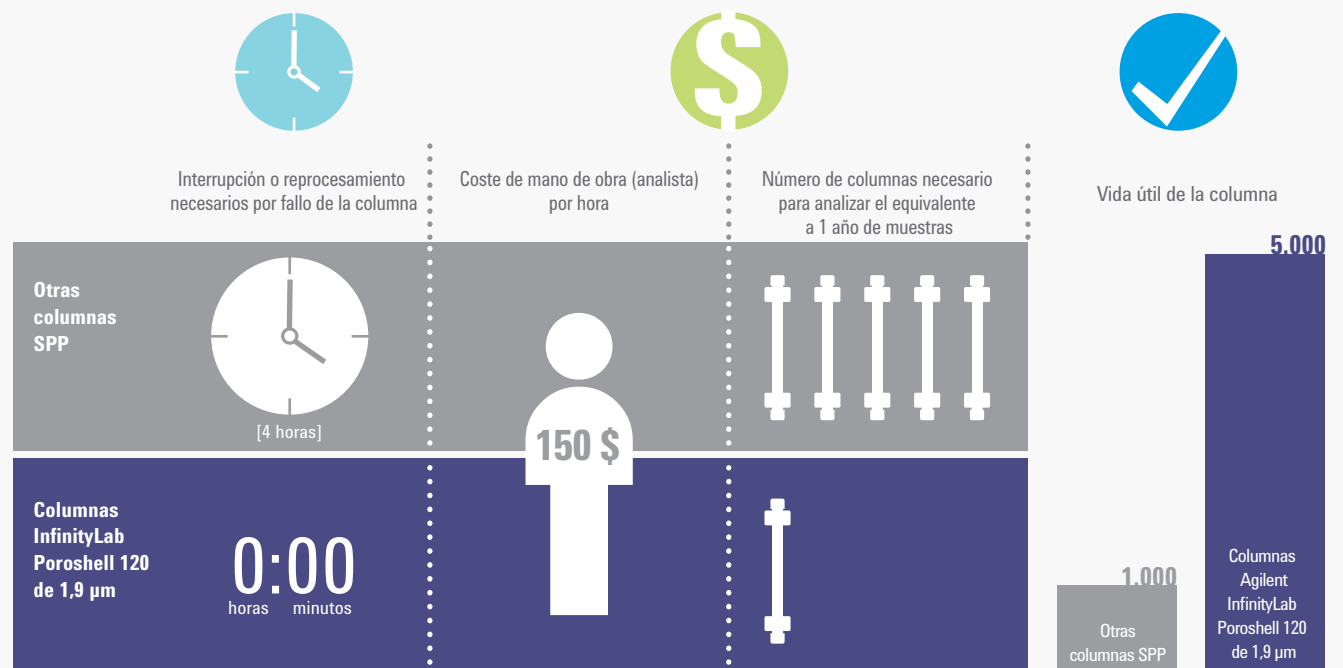 Interrupción o reprocesamiento
necesarios por fallo de la columna
Coste de mano de obra (analista)
por hora
Número de columnas necesario
para analizar el equivalente
a 1 año de muestras
Vida útil de la columna
Otras
columnas
SPP
[4 horas]
150 $
Columnas
InfinityLab
Poroshell 120
de 1,9 µm
0:00
horas minutos
1.000
Otras
columnas SPP
5.000
Columnas
Agilent
InfinityLab
Poroshell 120
de 1,9 µm